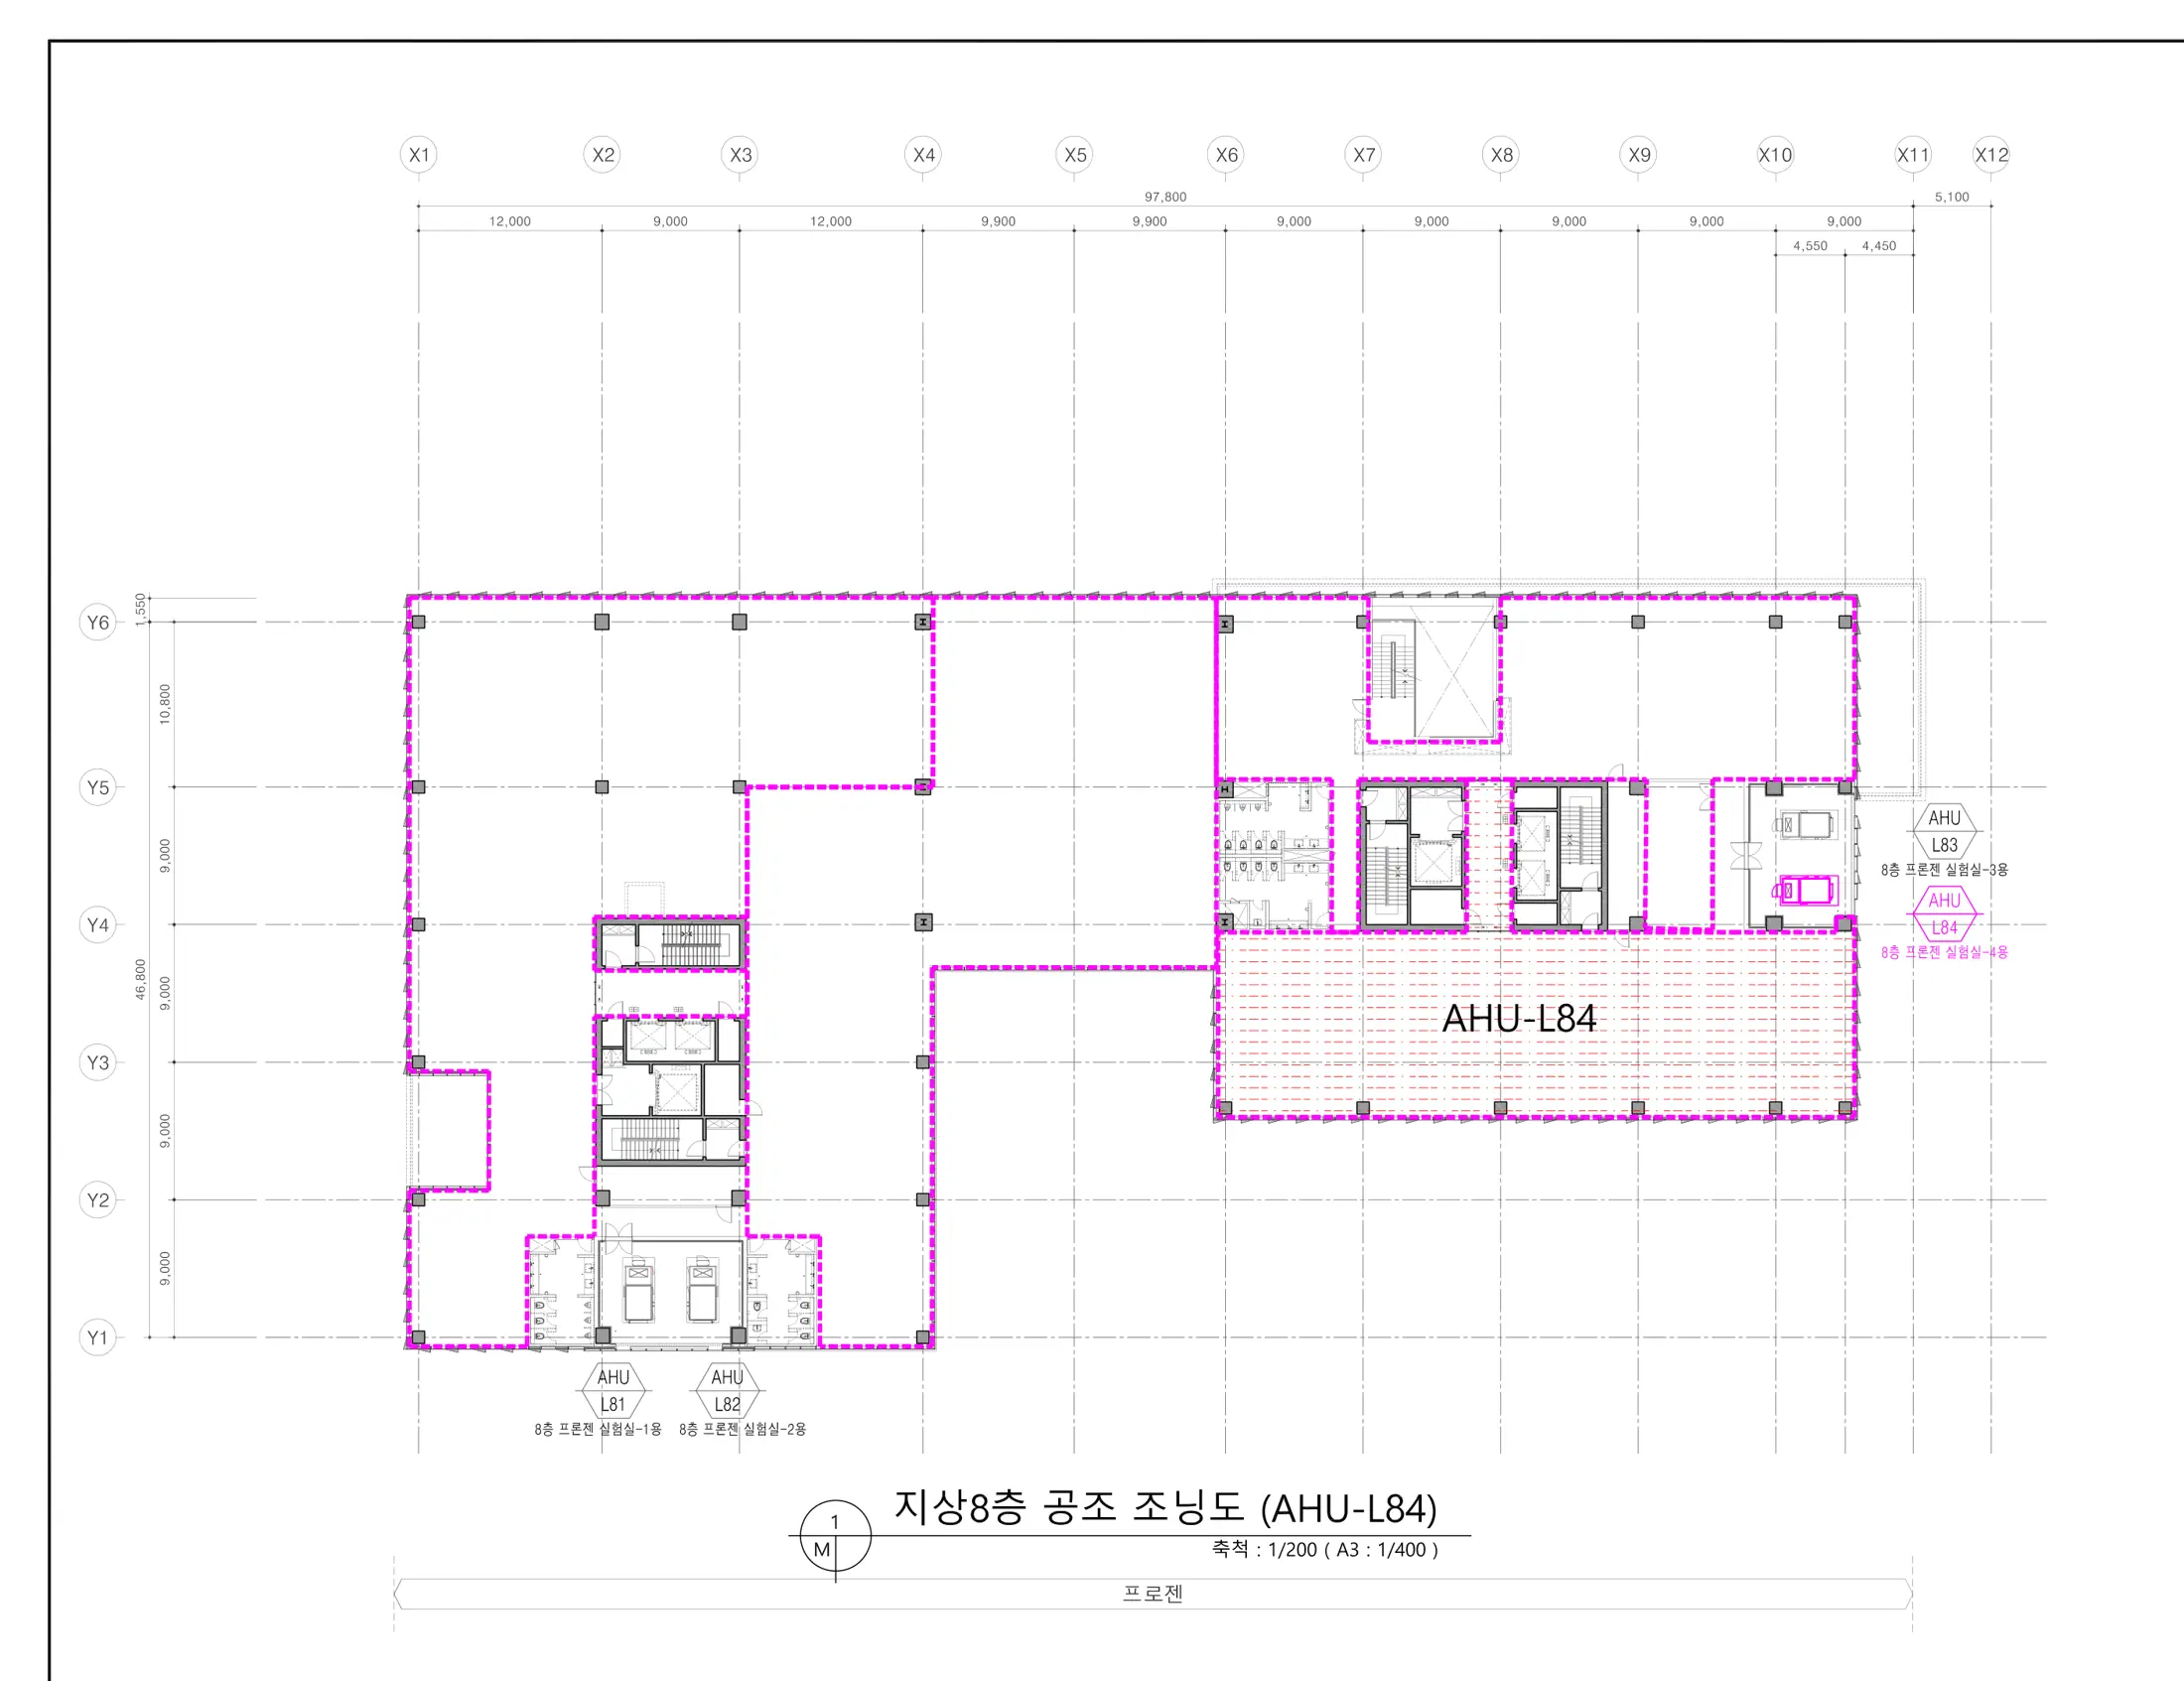 X1 X2 X3 X4 X5 X6 X7 X8 X9 X10 X11 X12
97,800 5,100
12,000 9,000 12,000 9,900 9,900 9,000 9,000 9,000 9,000 9,000
4,550 4,450
1,550
Y6
10,800
Y5
9,000
AHU
L83
8층 프론젠 실험실-3용
AHU
L84
8층 프론젠 실험실-4용
Y4
46,800
9,000
AHU-L84
Y3
9,000
Y2
9,000
Y1
AHU AHU
L81 L82
8층 프론젠 실험실-1용 8층 프론젠 실험실-2용
1
M
지상8층 공조 조닝도 (AHU-L84)
축척 : 1/200 ( A3 : 1/400 )
프로젠